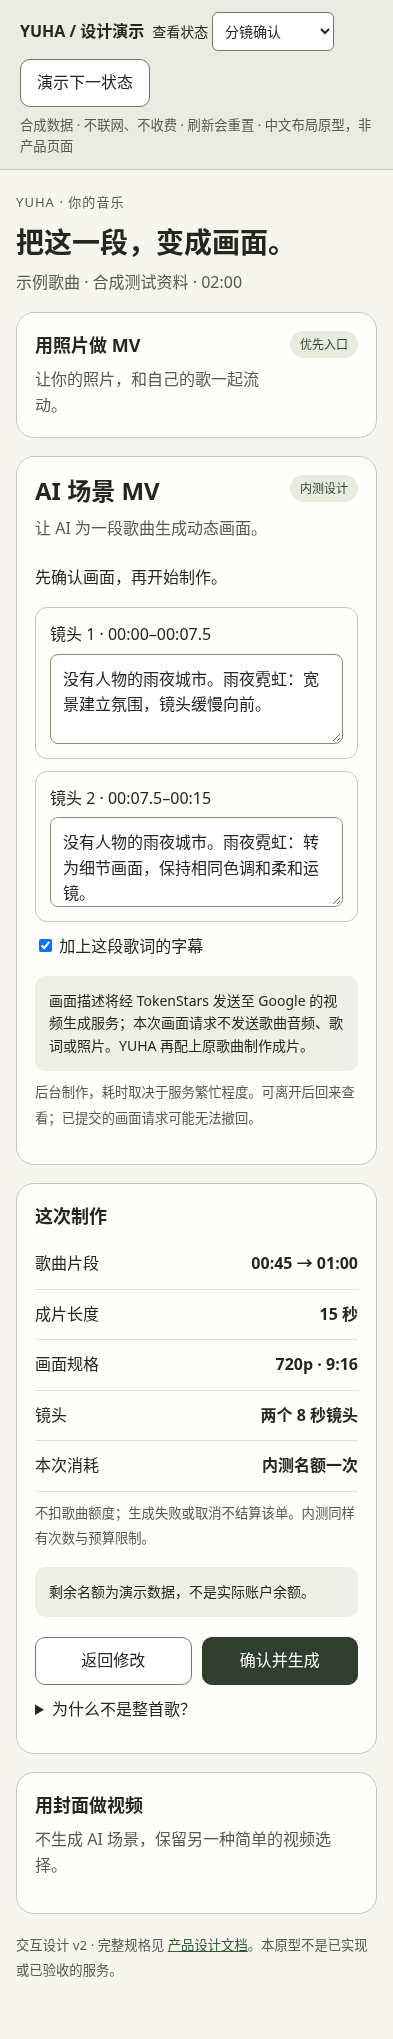 YUHA / 设计演示 查看状态 分镜确认
演示下一状态
合成数据 · 不联网、不收费 · 刷新会重置 · 中文布局原型，非
产品页面
YUHA · 你的音乐
把这一段，变成画面。
示例歌曲 · 合成测试资料 · 02:00
用照片做 MV
优先入口
让你的照片，和自己的歌一起流
动。
AI 场景 MV
内测设计
让 AI 为一段歌曲生成动态画面。
先确认画面，再开始制作。
镜头 1 · 00:00–00:07.5
没有人物的雨夜城市。雨夜霓虹：宽
景建立氛围，镜头缓慢向前。
镜头 2 · 00:07.5–00:15
没有人物的雨夜城市。雨夜霓虹：转
为细节画面，保持相同色调和柔和运
镜。
加上这段歌词的字幕
画面描述将经 TokenStars 发送至 Google 的视
频生成服务；本次画面请求不发送歌曲音频、歌
词或照片。YUHA 再配上原歌曲制作成片。
后台制作，耗时取决于服务繁忙程度。可离开后回来查
看；已提交的画面请求可能无法撤回。
这次制作
歌曲片段 00:45 → 01:00
成片长度 15 秒
画面规格 720p · 9:16
镜头 两个 8 秒镜头
本次消耗 内测名额一次
不扣歌曲额度；生成失败或取消不结算该单。内测同样
有次数与预算限制。
剩余名额为演示数据，不是实际账户余额。
返回修改 确认并生成
为什么不是整首歌？
用封面做视频
不生成 AI 场景，保留另一种简单的视频选
择。
交互设计 v2 · 完整规格见 产品设计文档。本原型不是已实现
或已验收的服务。